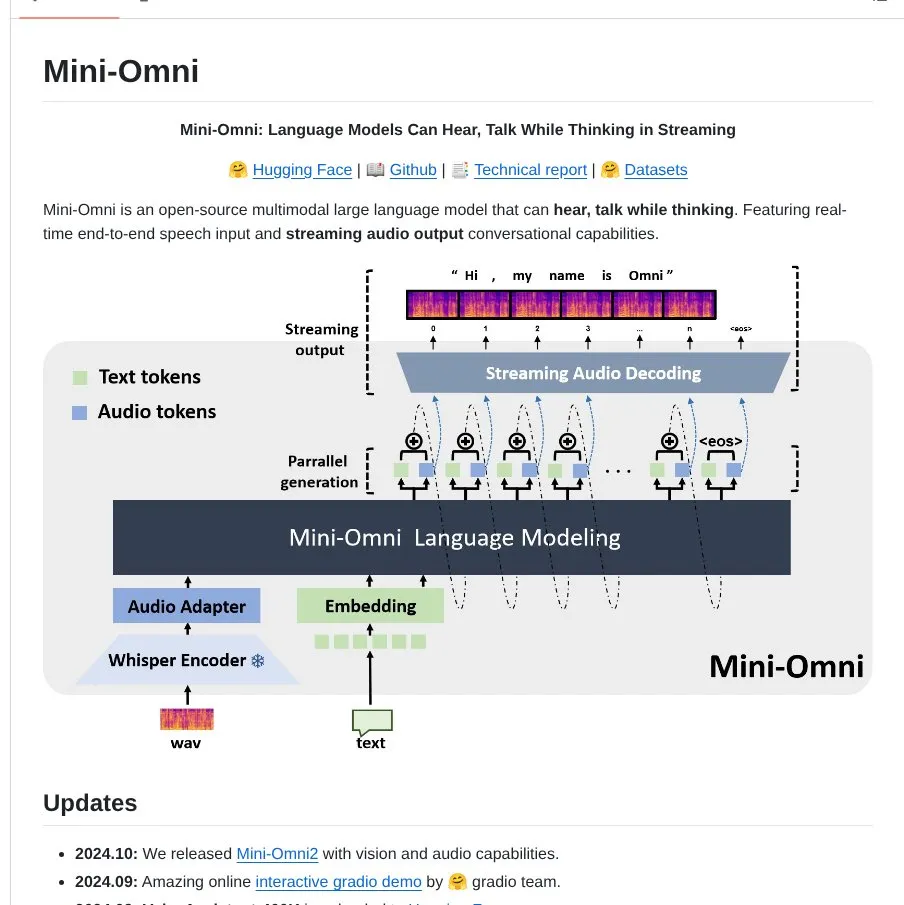 Mini-Omni
Mini-Omni: Language Models Can Hear, Talk While Thinking in Streaming
🤗 Hugging Face | 📖 Github | 📑 Technical report | 🤗 Datasets
Mini-Omni is an open-source multimodal large language model that can hear, talk while thinking. Featuring real-
time end-to-end speech input and streaming audio output conversational capabilities.
“ Hi , my name is Omni ”
Streaming
output
0 1 2 3 ... n <eos>
Text tokens
Audio tokens
Streaming Audio Decoding
<eos>
Parrallel
generation
. . .
Mini-Omni Language Modeling
Audio Adapter
Embedding
Whisper Encoder ❄
Mini-Omni
wav
text
Updates
• 2024.10: We released Mini-Omni2 with vision and audio capabilities.
• 2024.09: Amazing online interactive gradio demo by 🤗 gradio team.